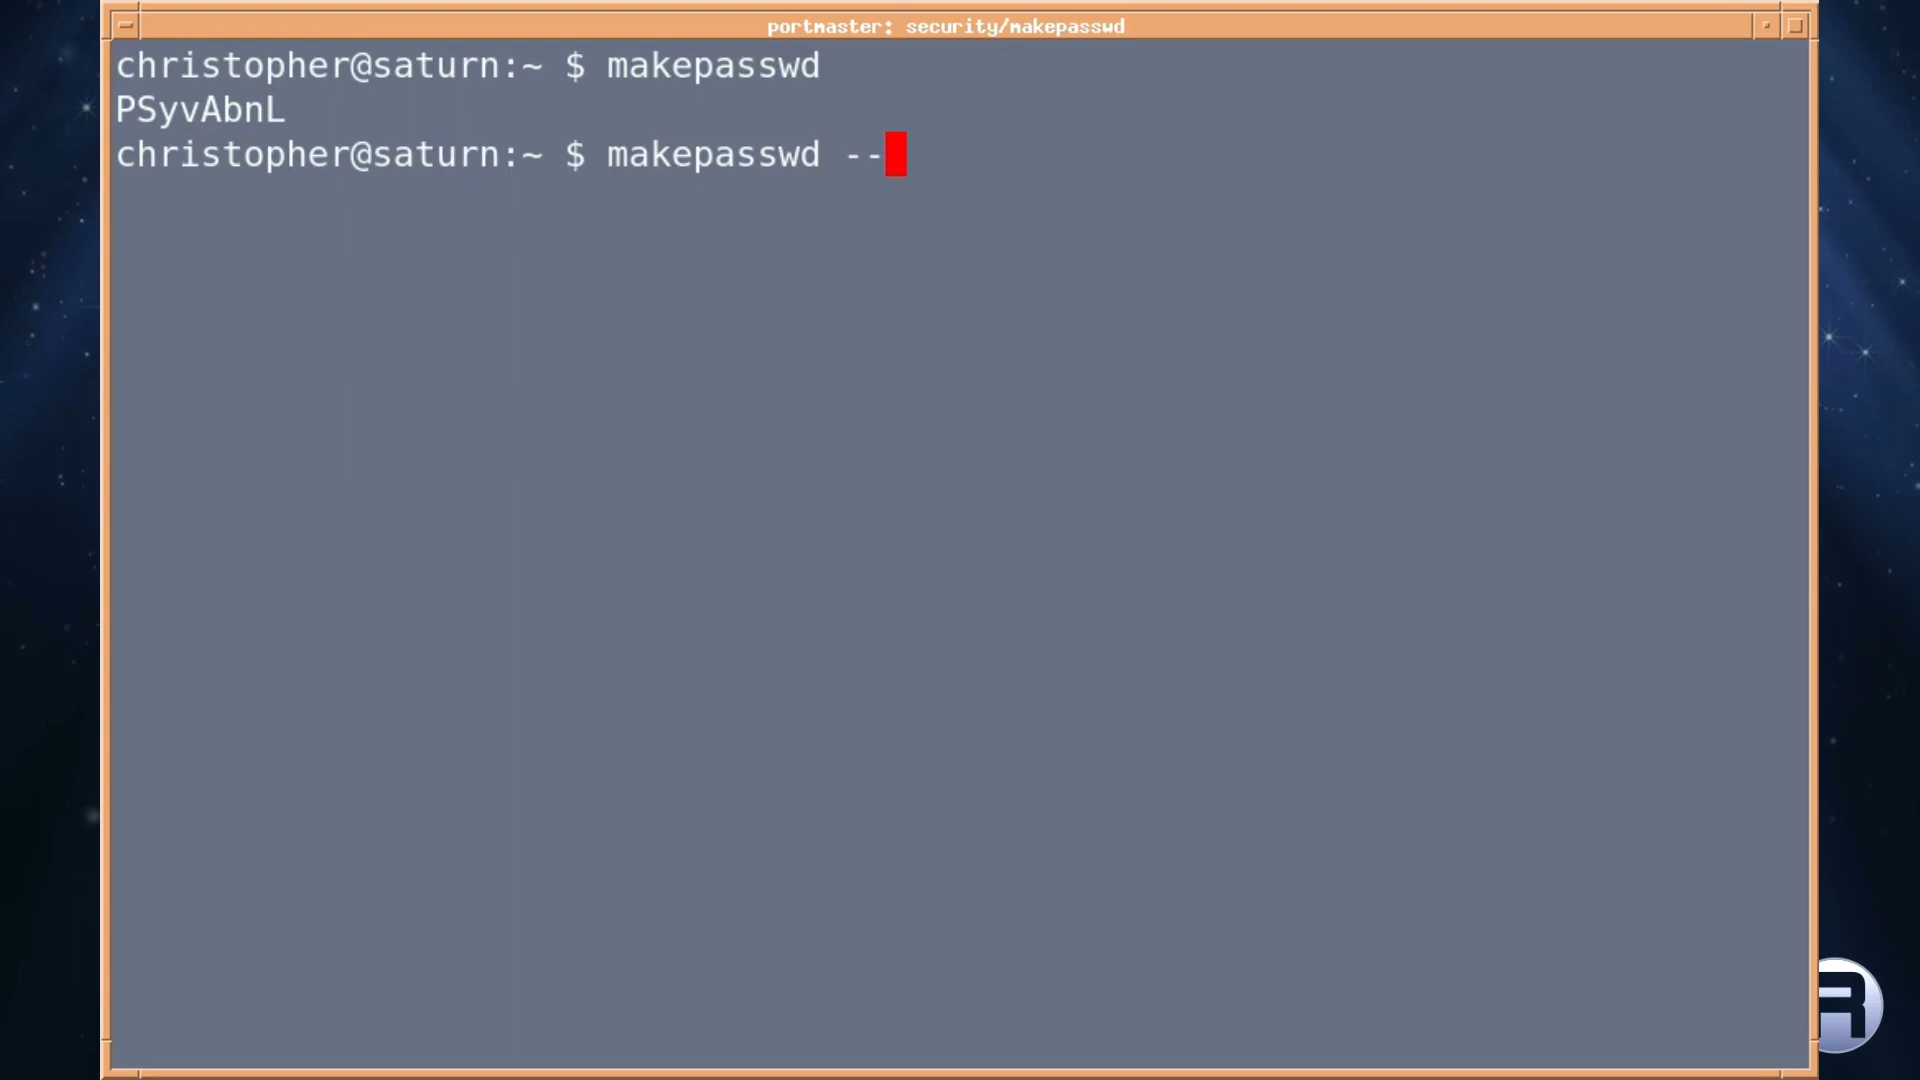 portmaster: security/makepasswd
christopher@saturn:~ $ makepasswd
PSyvAbnL
christopher@saturn:~ $ makepasswd --
R